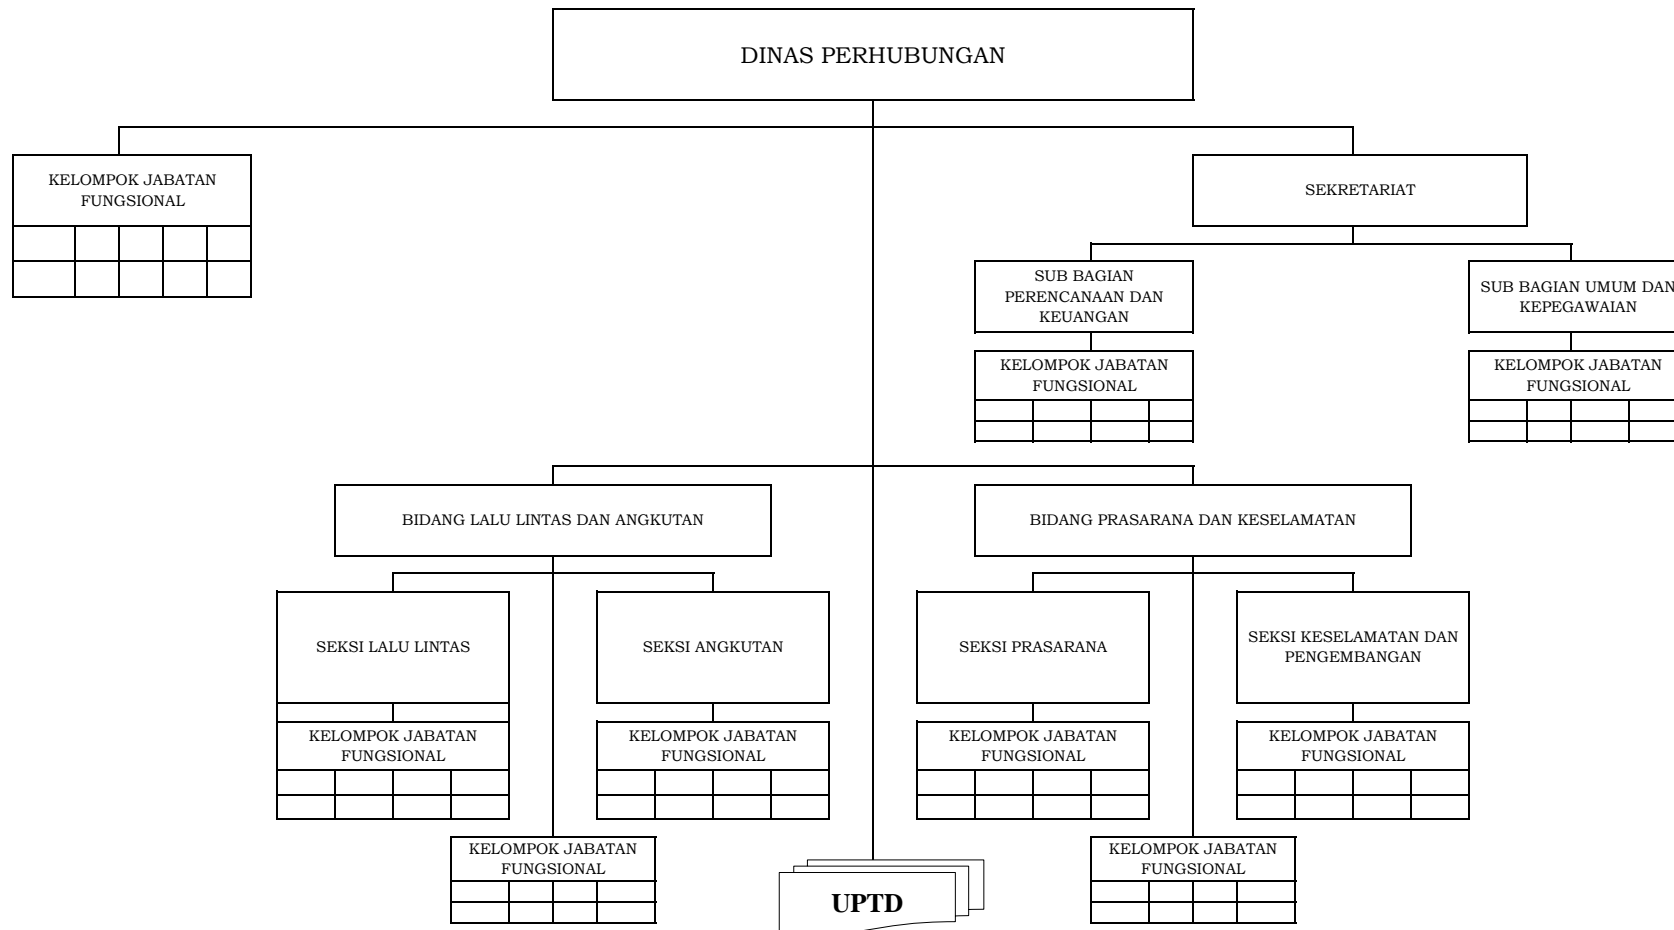 DINAS PERHUBUNGAN
KELOMPOK JABATAN
FUNGSIONAL
SEKRETARIAT
SUB BAGIAN
PERENCANAAN DAN
KEUANGAN
SUB BAGIAN UMUM DAN
KEPEGAWAIAN
KELOMPOK JABATAN
FUNGSIONAL
KELOMPOK JABATAN
FUNGSIONAL
BIDANG LALU LINTAS DAN ANGKUTAN
BIDANG PRASARANA DAN KESELAMATAN
SEKSI LALU LINTAS
SEKSI ANGKUTAN
SEKSI PRASARANA
SEKSI KESELAMATAN DAN
PENGEMBANGAN
KELOMPOK JABATAN
FUNGSIONAL
KELOMPOK JABATAN
FUNGSIONAL
KELOMPOK JABATAN
FUNGSIONAL
KELOMPOK JABATAN
FUNGSIONAL
KELOMPOK JABATAN
FUNGSIONAL
UPTD
KELOMPOK JABATAN
FUNGSIONAL